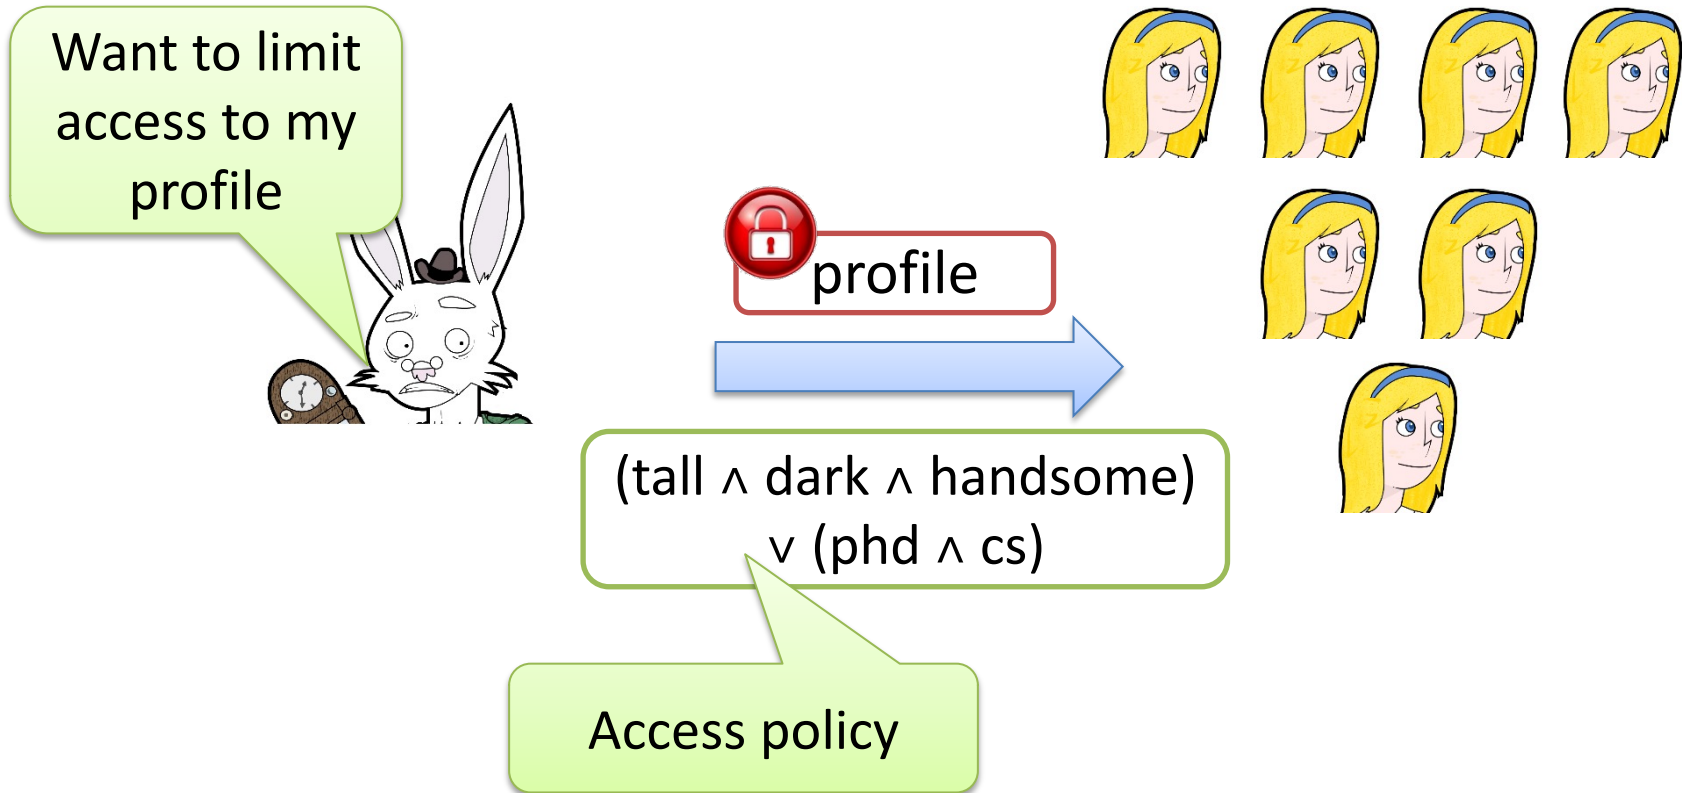 Want to limit
access to my
profile
profile
(tall ∧ dark ∧ handsome)
∨ (phd ∧ cs)
Access policy